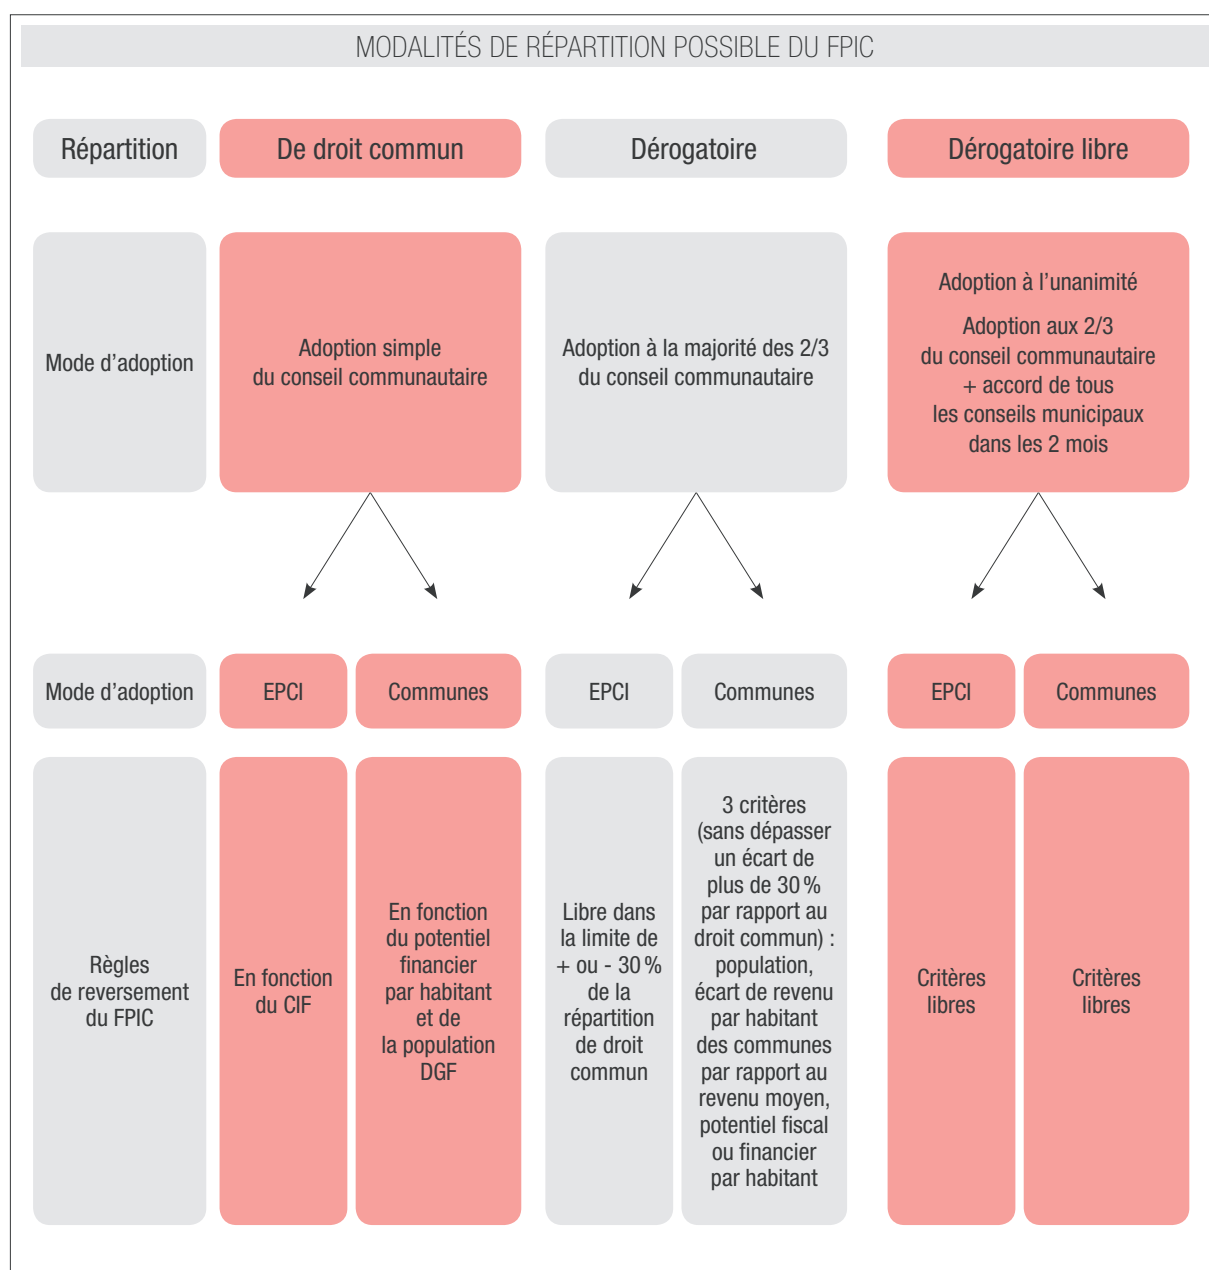 MODALITÉS DE RÉPARTITION POSSIBLE DU FPIC
Répartition
De droit commun
Dérogatoire
Dérogatoire libre
Mode d’adoption
Adoption simple
du conseil communautaire
Adoption à la majorité des 2/3
du conseil communautaire
Adoption à l’unanimité
Adoption aux 2/3
du conseil communautaire
+ accord de tous
les conseils municipaux
dans les 2 mois
Mode d’adoption
EPCI
Communes
EPCI
Communes
EPCI
Communes
Règles
de reversement
du FPIC
En fonction
du CIF
En fonction
du potentiel
financier
par habitant
et de
la population
DGF
Libre dans
la limite de
+ ou - 30 %
de la
répartition
de droit
commun
3 critères
(sans dépasser
un écart de
plus de 30 %
par rapport au
droit commun) :
population,
écart de revenu
par habitant
des communes
par rapport au
revenu moyen,
potentiel fiscal
ou financier
par habitant
Critères
libres
Critères
libres